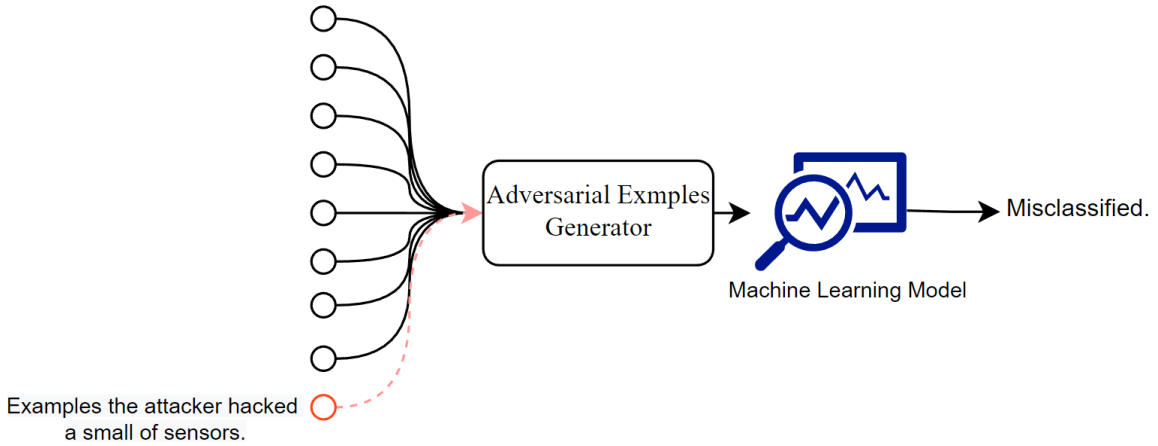 Adversarial Exmples
Generator
Misclassified.
Machine Learning Model
Examples the attacker hacked
a small of sensors.